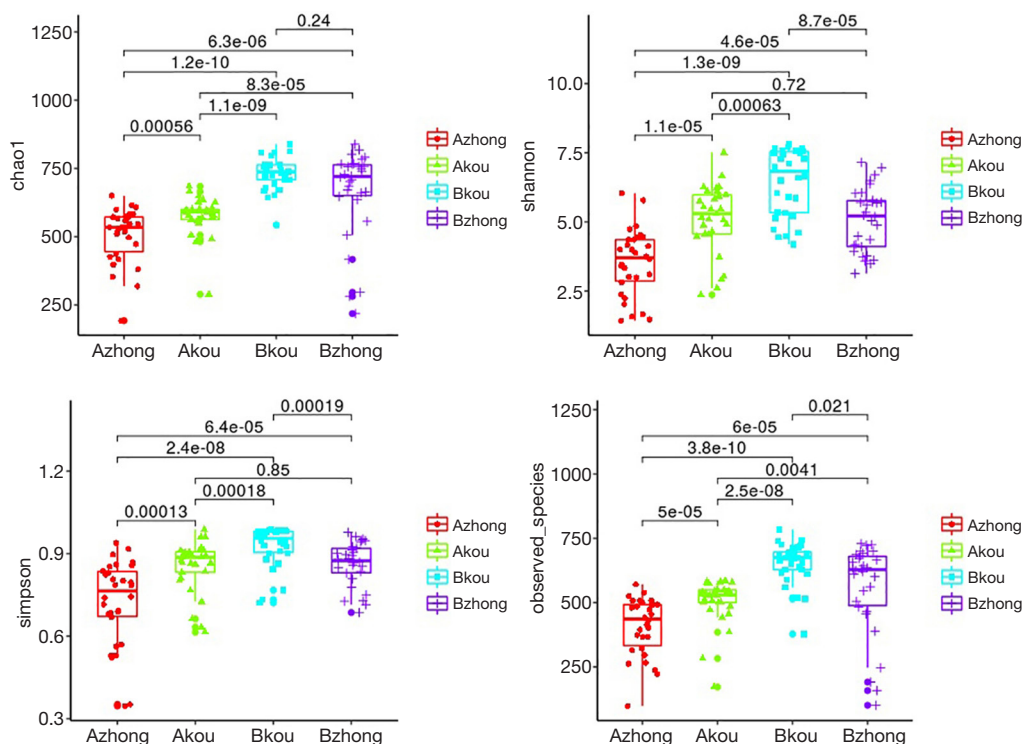 chao1
1250
1000
750
500
250
0.24
6.3e-06
1.2e-10
8.3e-05
1.1e-09
0.00056
Azhong
Akou
Bkou
Bzhong
Azhong
Akou
Bkou
Bzhong
shannon
10.0
7.5
5.0
2.5
8.7e-05
4.6e-05
1.3e-09
0.72
0.00063
1.1e-05
Azhong
Akou
Bkou
Bzhong
Azhong
Akou
Bkou
Bzhong
simpson
1.2
0.9
0.6
0.3
0.00019
6.4e-05
2.4e-08
0.85
0.00018
0.00013
Azhong
Akou
Bkou
Bzhong
Azhong
Akou
Bkou
Bzhong
observed_species
1250
1000
750
500
250
0.021
6e-05
3.8e-10
0.0041
2.5e-08
5e-05
Azhong
Akou
Bkou
Bzhong
Azhong
Akou
Bkou
Bzhong